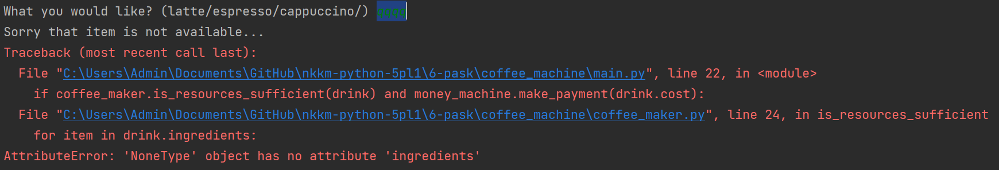 What you would like? (latte/espresso/cappuccino/) qqqq
Sorry that item is not available...
Traceback (most recent call last):
  File "C:\Users\Admin\Documents\GitHub\nkkm-python-5pl1\6-pask\coffee_machine\main.py", line 22, in <module>
    if coffee_maker.is_resources_sufficient(drink) and money_machine.make_payment(drink.cost):
  File "C:\Users\Admin\Documents\GitHub\nkkm-python-5pl1\6-pask\coffee_machine\coffee_maker.py", line 24, in is_resources_sufficient
    for item in drink.ingredients:
AttributeError: 'NoneType' object has no attribute 'ingredients'